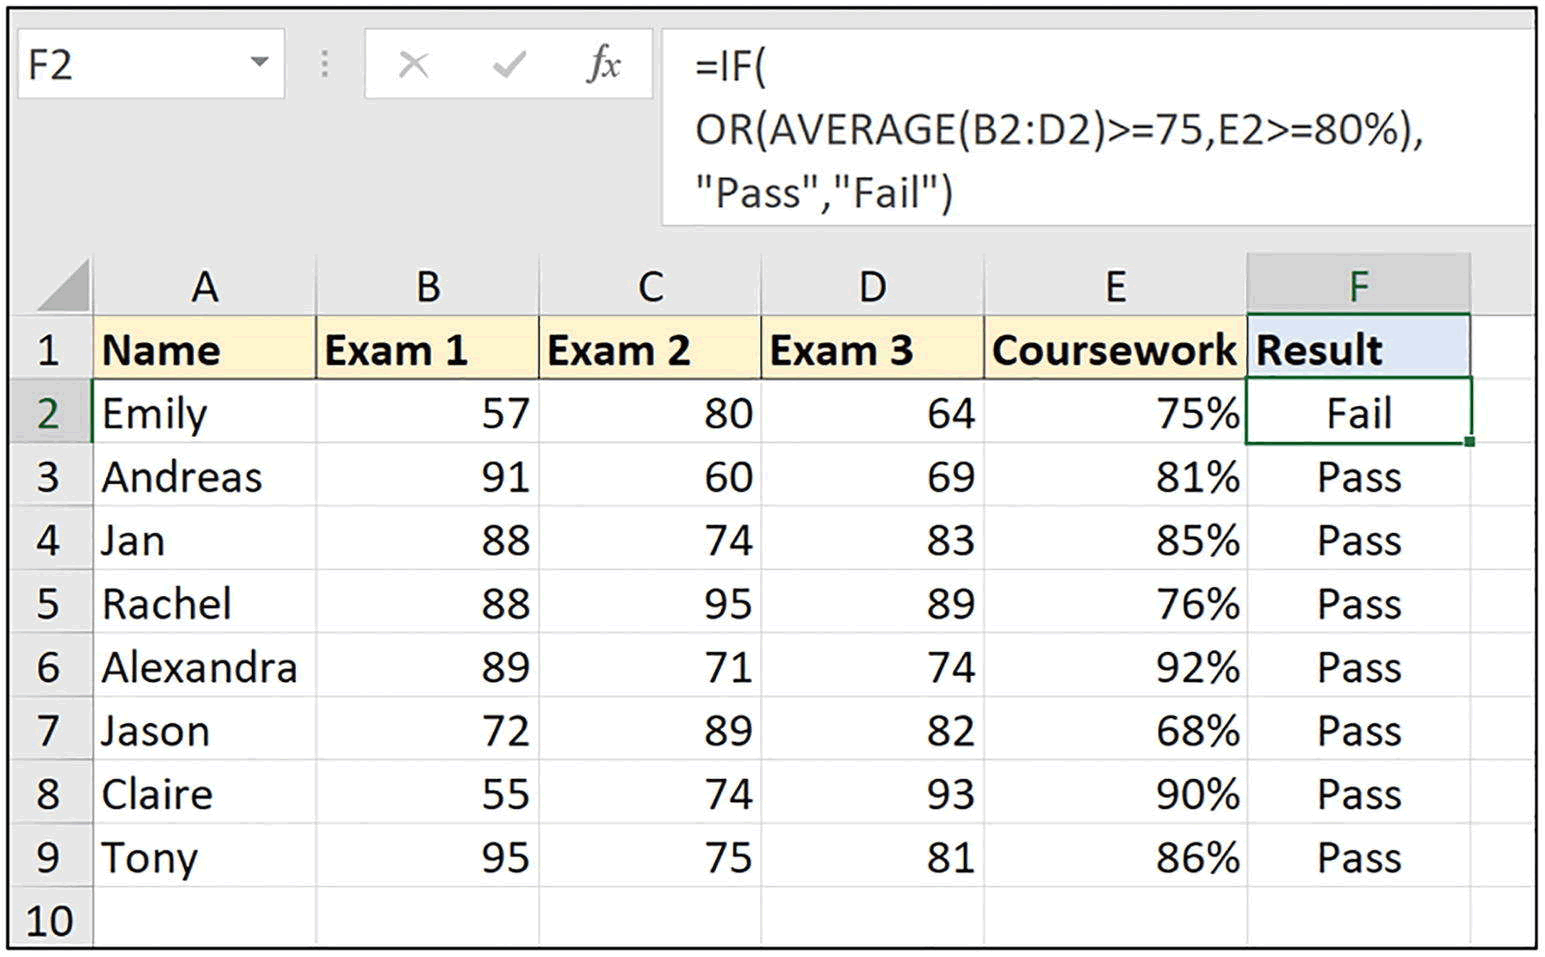 F2 fx =IF(
OR(AVERAGE(B2:D2)>=75,E2>=80%),
"Pass","Fail")
A B C D E F
1 Name Exam 1 Exam 2 Exam 3 Coursework Result
2 Emily 57 80 64 75% Fail
3 Andreas 91 60 69 81% Pass
4 Jan 88 74 83 85% Pass
5 Rachel 88 95 89 76% Pass
6 Alexandra 89 71 74 92% Pass
7 Jason 72 89 82 68% Pass
8 Claire 55 74 93 90% Pass
9 Tony 95 75 81 86% Pass
10